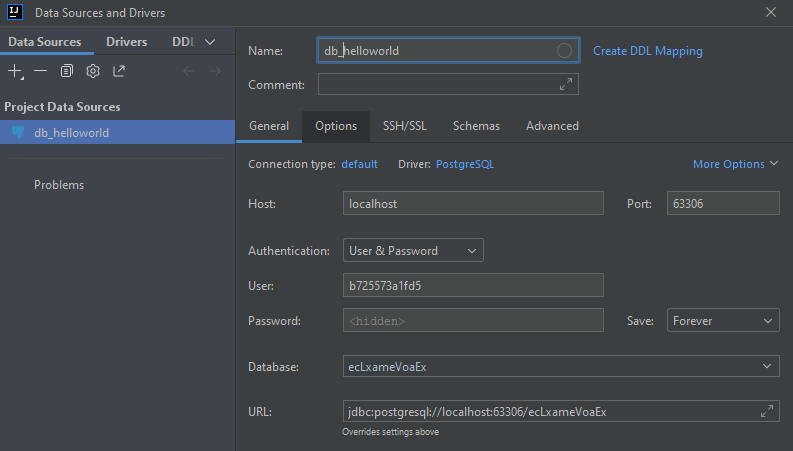 IJ Data Sources and Drivers
Data Sources Drivers DDL
Name: db_helloworld Create DDL Mapping
Comment:
Project Data Sources
db_helloworld
Problems
General Options SSH/SSL Schemas Advanced
Connection type: default Driver: PostgreSQL More Options
Host: localhost Port: 63306
Authentication: User & Password
User: b725573a1fd5
Password: <hidden> Save: Forever
Database: ecLxameVoaEx
URL: jdbc:postgresql://localhost:63306/ecLxameVoaEx
Overrides settings above